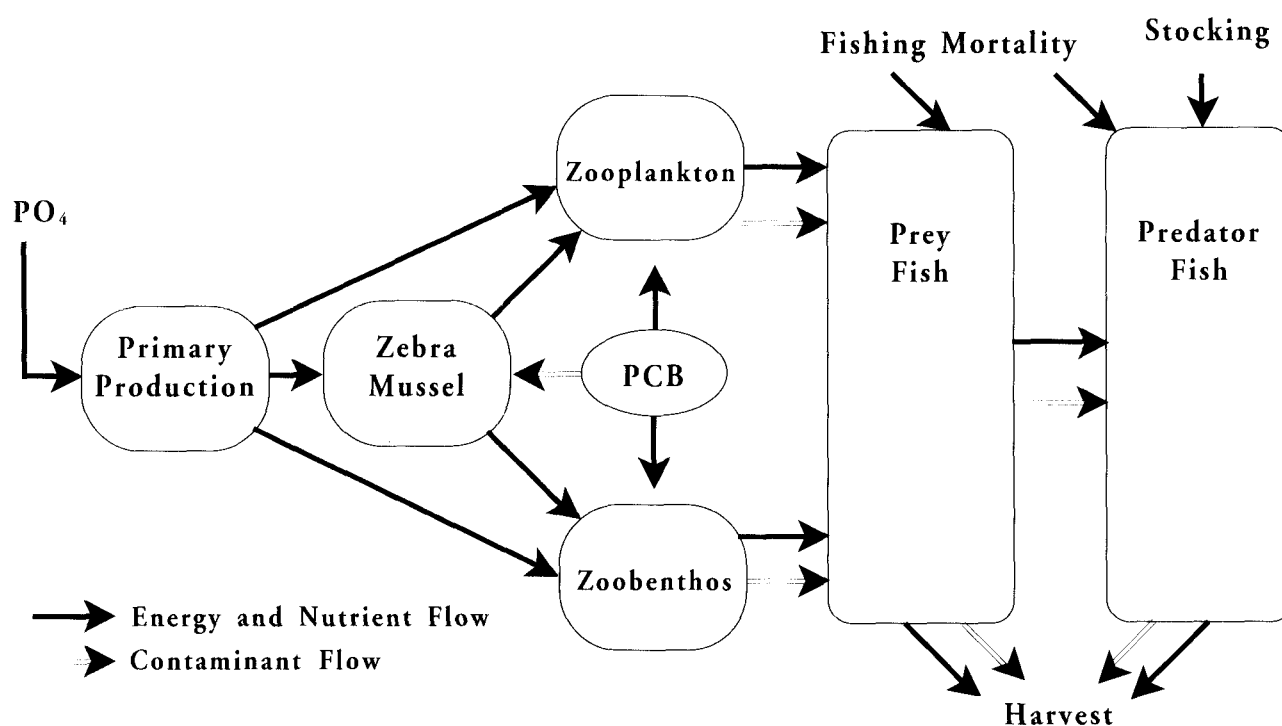 Stocking
Fishing Mortality
Zooplankton
PO₄
Prey
Fish
Predator
Fish
Primary
Production
Zebra
Mussel
PCB
Zoobenthos
Energy and Nutrient Flow
Contaminant Flow
Harvest